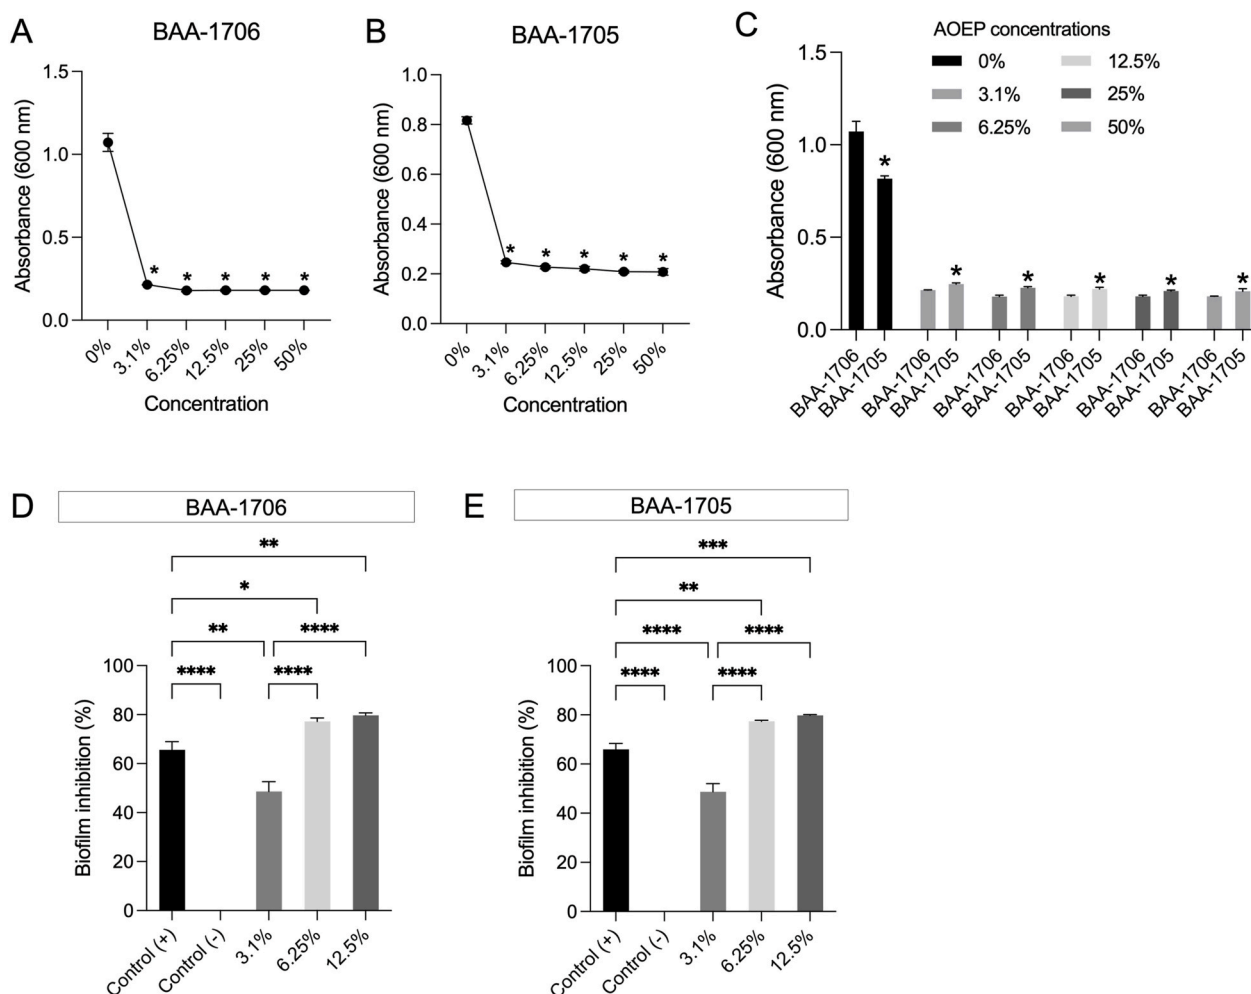 A
BAA-1706
Absorbance (600 nm)
1.5
1.0
0.5
0.0
* * * * *
0% 3.1% 6.25% 12.5% 25% 50%
Concentration
B
BAA-1705
Absorbance (600 nm)
1.0
0.8
0.6
0.4
0.2
0.0
* * * * *
0% 3.1% 6.25% 12.5% 25% 50%
Concentration
C
AOEP concentrations
0% 12.5%
3.1% 25%
6.25% 50%
Absorbance (600 nm)
1.5
1.0
0.5
0.0
* * * * * *
BAA-1706 BAA-1705 BAA-1706 BAA-1705 BAA-1706 BAA-1705 BAA-1706 BAA-1705 BAA-1706 BAA-1705 BAA-1706 BAA-1705
D
BAA-1706
**
*
** ****
**** ****
Biofilm inhibition (%)
100
80
60
40
20
0
Control (+) Control (-) 3.1% 6.25% 12.5%
E
BAA-1705
***
**
**** ****
**** ****
Biofilm inhibition (%)
100
80
60
40
20
0
Control (+) Control (-) 3.1% 6.25% 12.5%